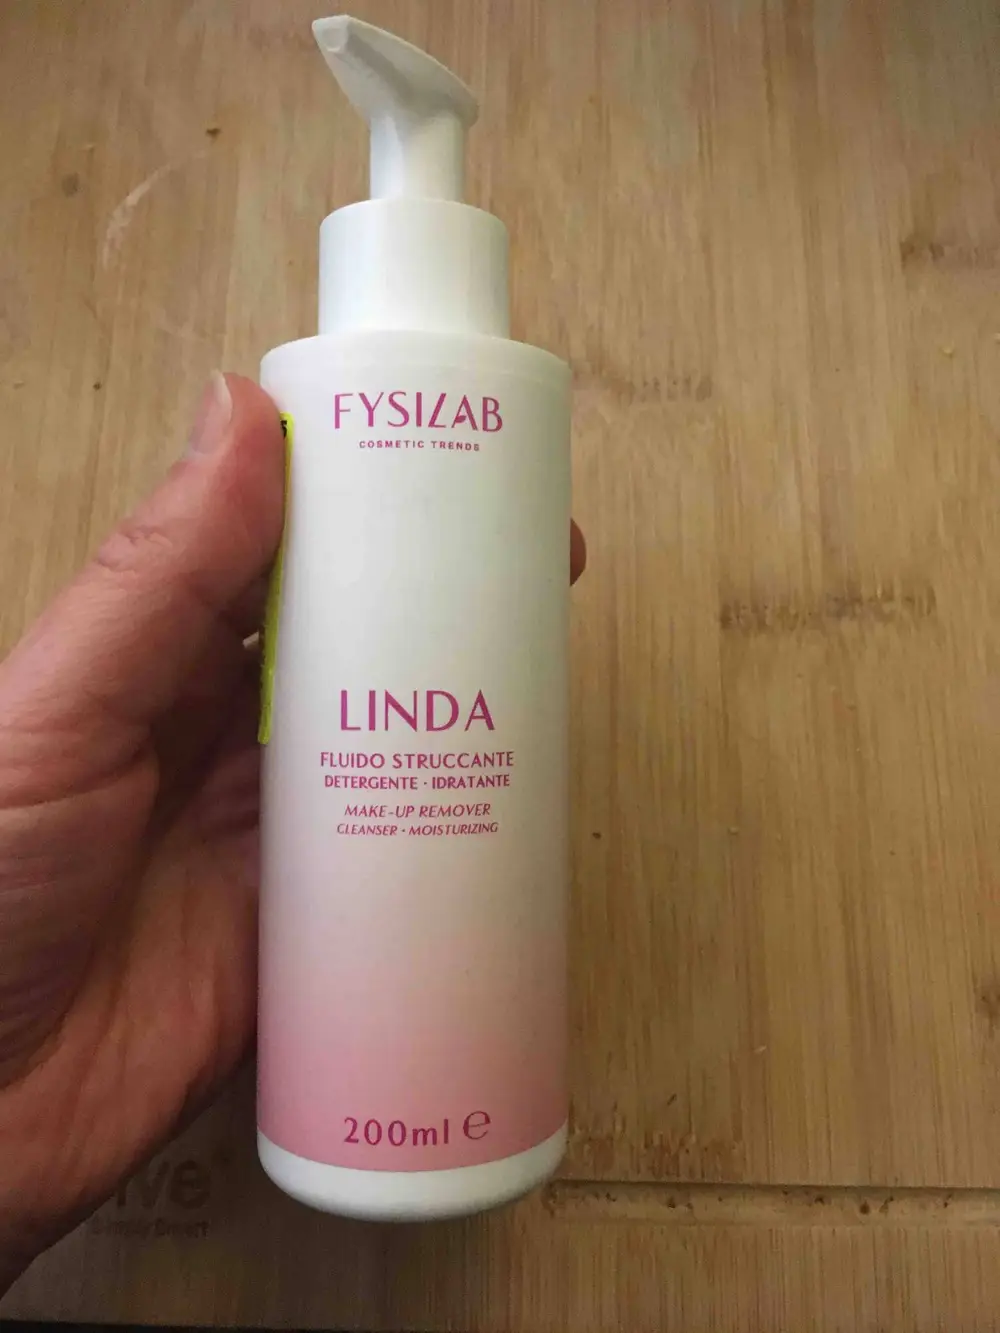 FYSILAB
COSMETIC TRENDS
LINDA
FLUIDO STRUCCANTE
DETERGENTE · IDRATANTE
MAKE-UP REMOVER
CLEANSER · MOISTURIZING
200ml ℮